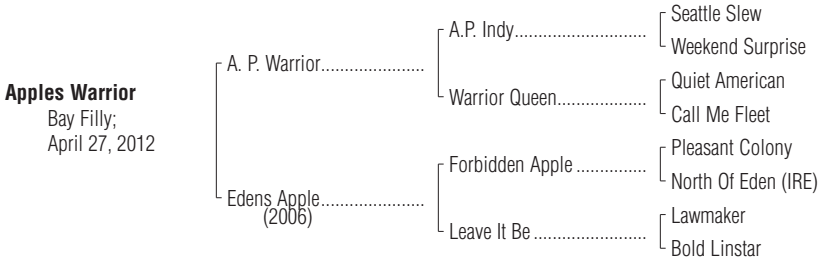 Seattle Slew
A.P. Indy
Weekend Surprise
A. P. Warrior
Quiet American
Warrior Queen
Call Me Fleet
Apples Warrior
Bay Filly;
April 27, 2012
Pleasant Colony
Forbidden Apple
North Of Eden (IRE)
Edens Apple
(2006)
Lawmaker
Leave It Be
Bold Linstar